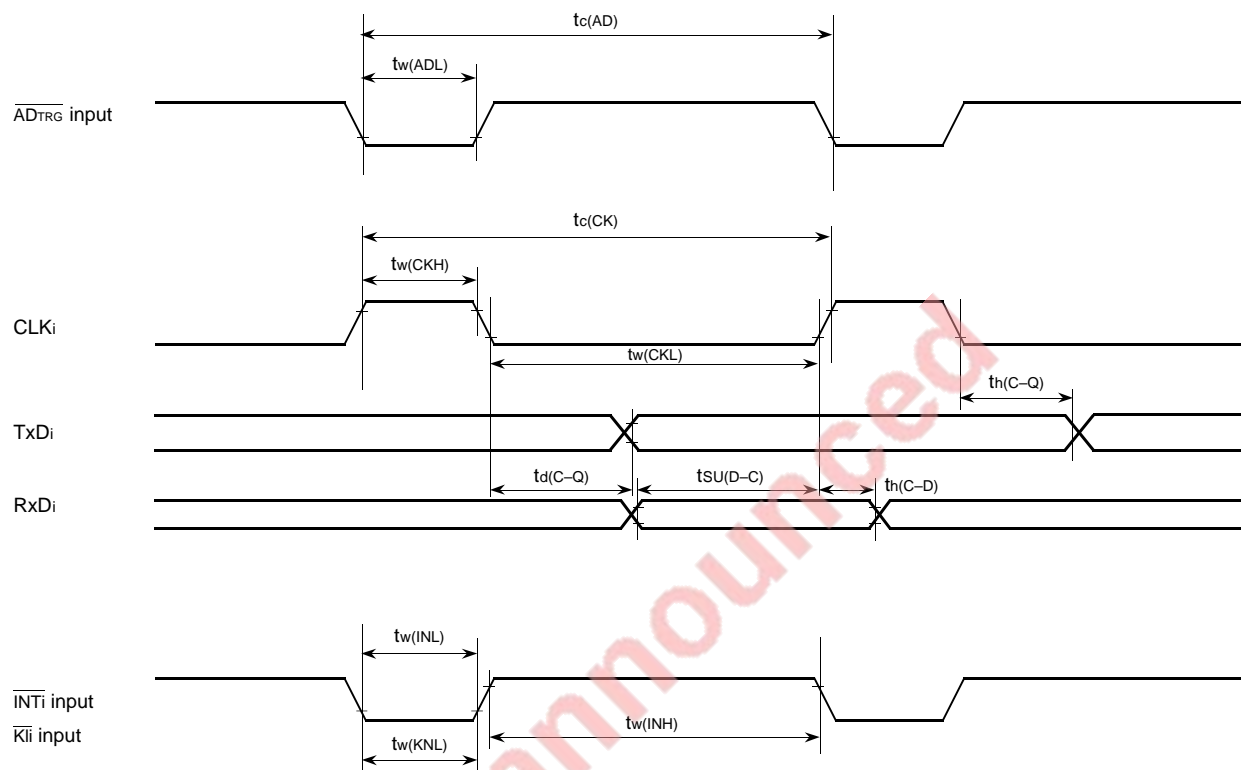 tc(AD)
tw(ADL)
ADTRG input
tc(CK)
tw(CKH)
CLKi
tw(CKL)
th(C–Q)
TxDi
td(C–Q)
tSU(D–C)
th(C–D)
RxDi
nnounced
tw(INL)
INTi input
tw(INH)
KIi input
tw(KNL)